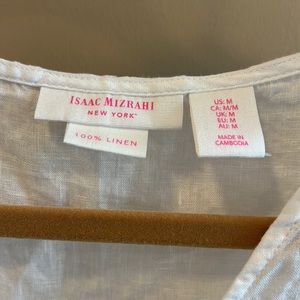 ISAAC MIZRAHI
NEW YORK
100% LINEN
US: M
CA: M/M
UK: M
EU: M
AU: M
MADE IN
CAMBODIA